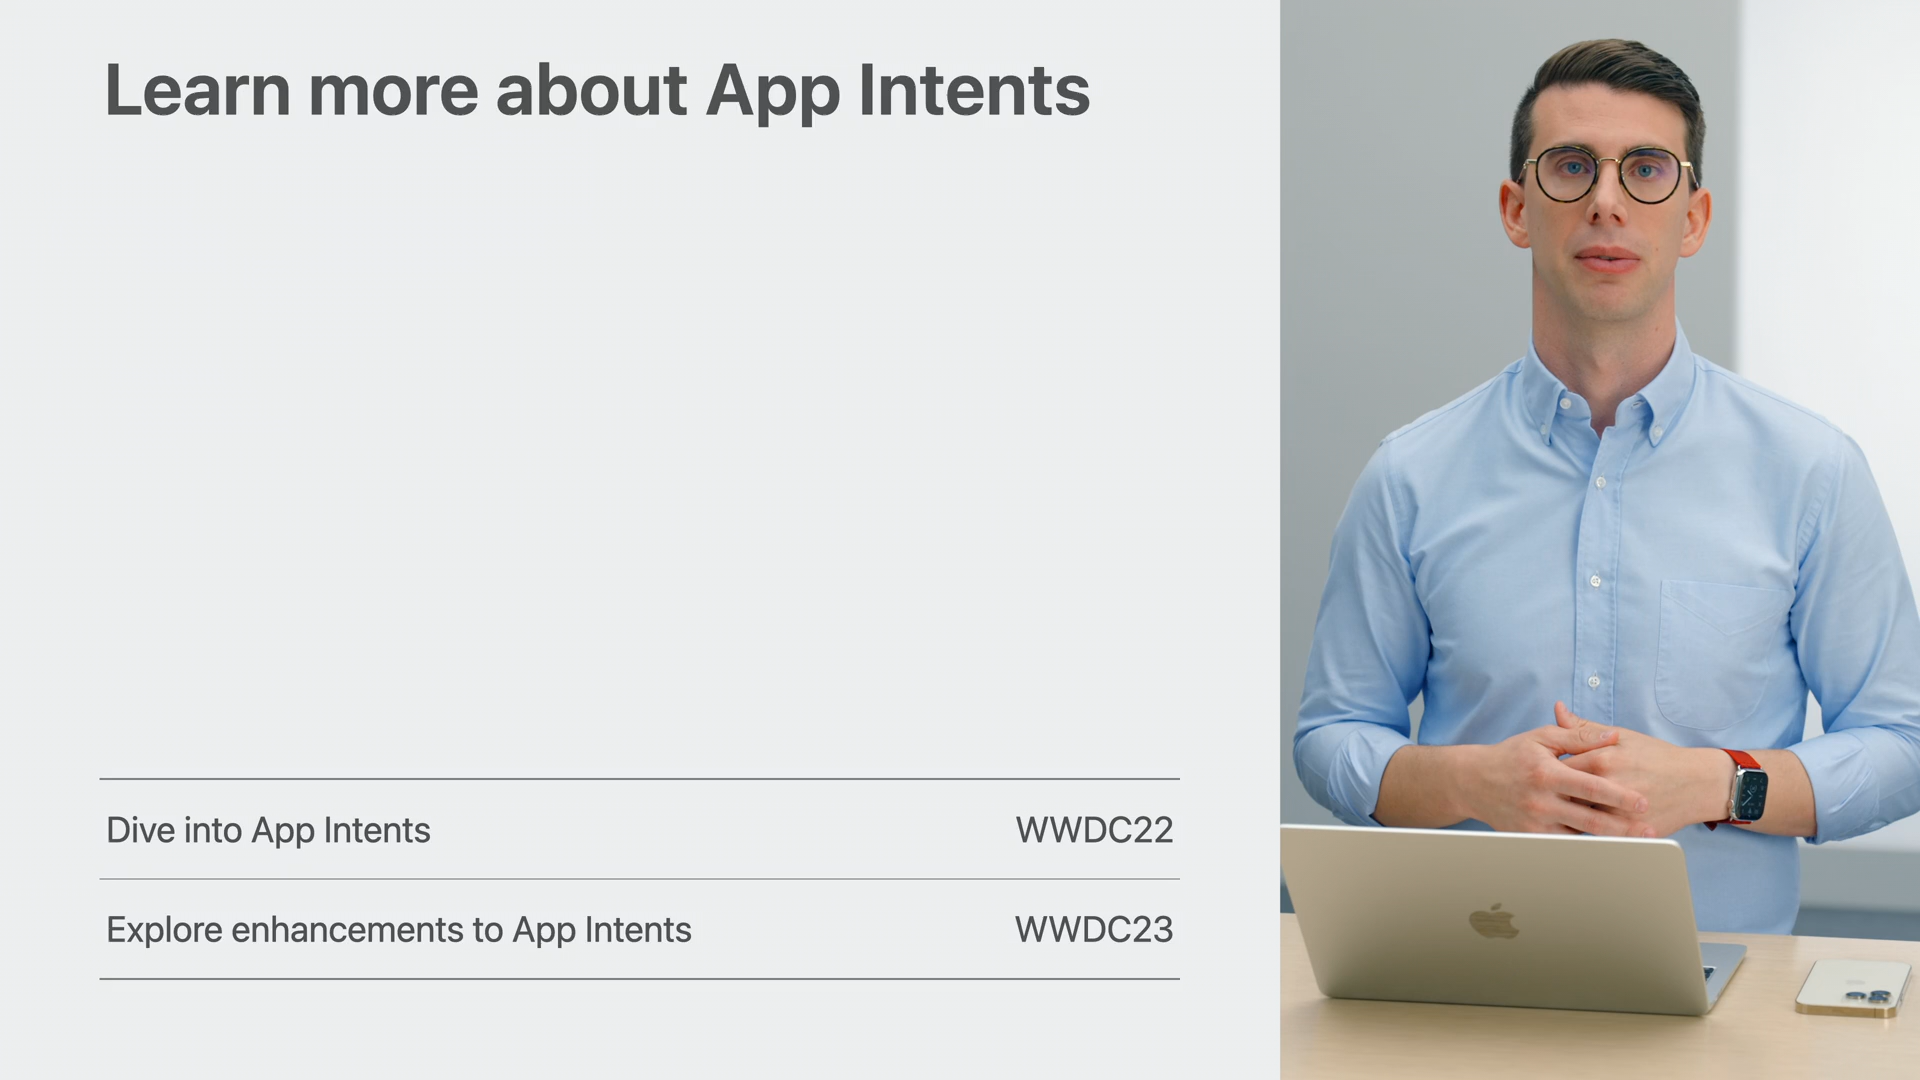 Learn more about App Intents
Dive into App Intents WWDC22
Explore enhancements to App Intents WWDC23